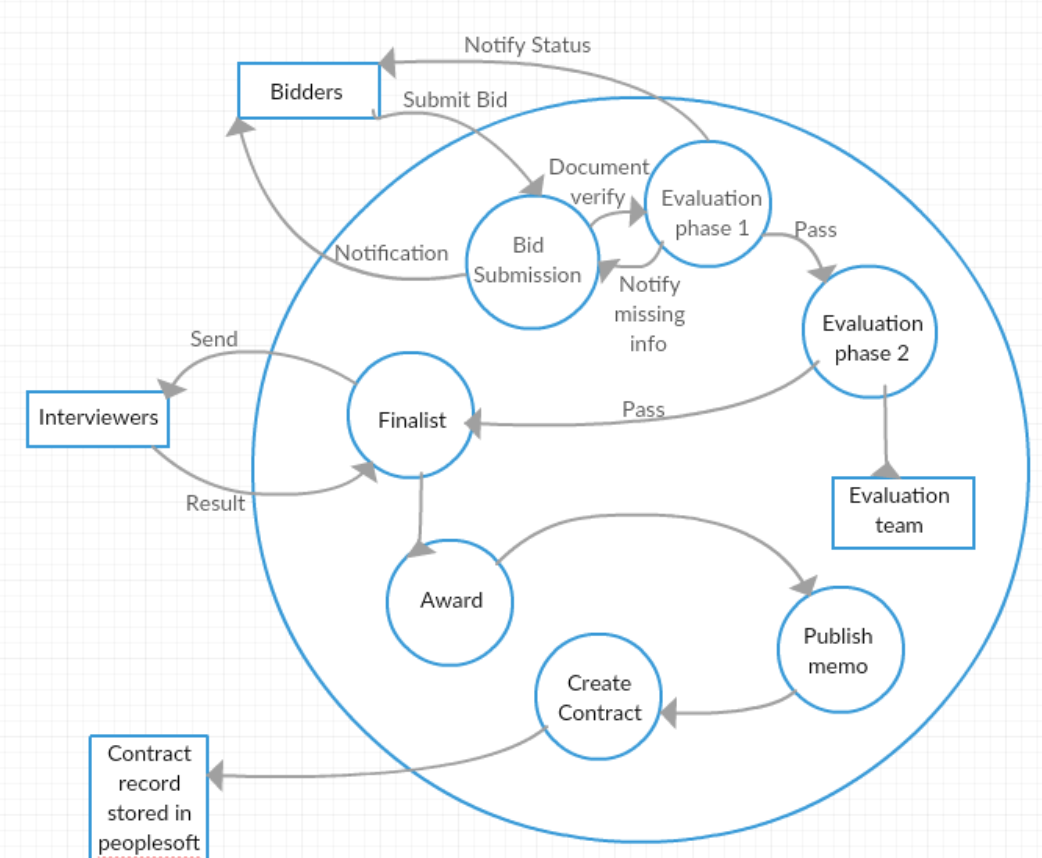 Notify Status
Bidders
Submit Bid
Document
verify
Evaluation
phase 1
Pass
Bid
Submission
Notification
Notify
missing
info
Evaluation
phase 2
Send
Interviewers
Finalist
Pass
Result
Evaluation
team
Award
Publish
memo
Create
Contract
Contract
record
stored in
peoplesoft